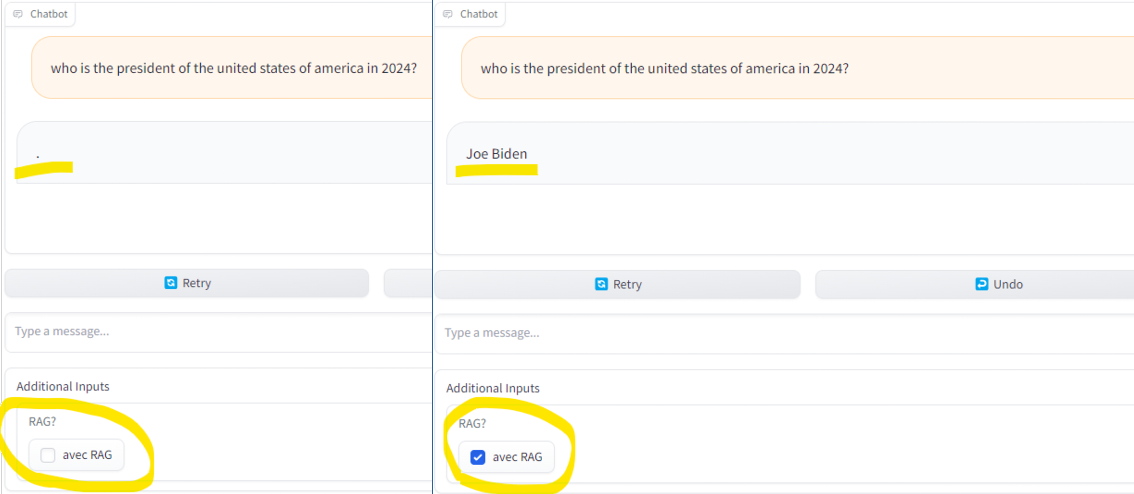 Chatbot
who is the president of the united states of america in 2024?
.
Retry
Type a message...
Additional Inputs
RAG?
avec RAG
Chatbot
who is the president of the united states of america in 2024?
Joe Biden
Retry
Undo
Type a message...
Additional Inputs
RAG?
avec RAG